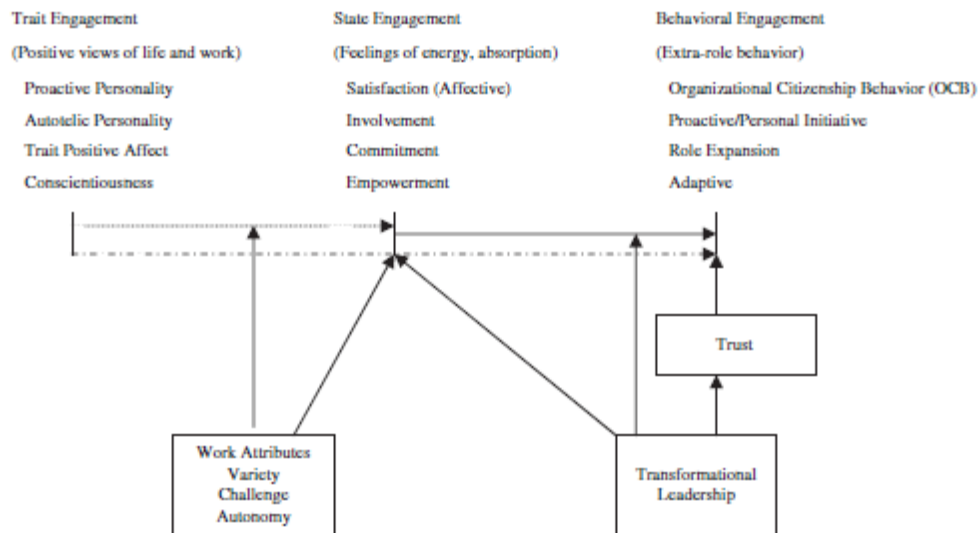 Trait Engagement
(Positive views of life and work)
Proactive Personality
Autotelic Personality
Trait Positive Affect
Conscientiousness
State Engagement
(Feelings of energy, absorption)
Satisfaction (Affective)
Involvement
Commitment
Empowerment
Behavioral Engagement
(Extra-role behavior)
Organizational Citizenship Behavior (OCB)
Proactive/Personal Initiative
Role Expansion
Adaptive
Trust
Work Attributes
Variety
Challenge
Autonomy
Transformational
Leadership